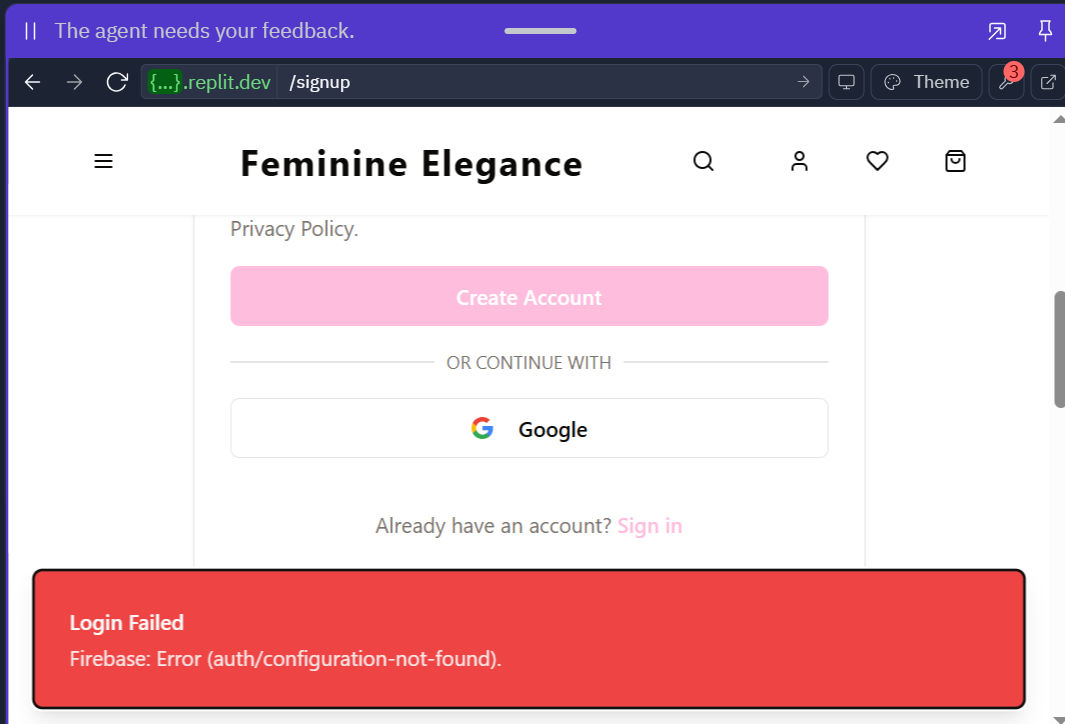 The agent needs your feedback.
{...}.replit.dev /signup
Theme
3
Feminine Elegance
Privacy Policy.
Create Account
OR CONTINUE WITH
Google
Already have an account? Sign in
Login Failed
Firebase: Error (auth/configuration-not-found).